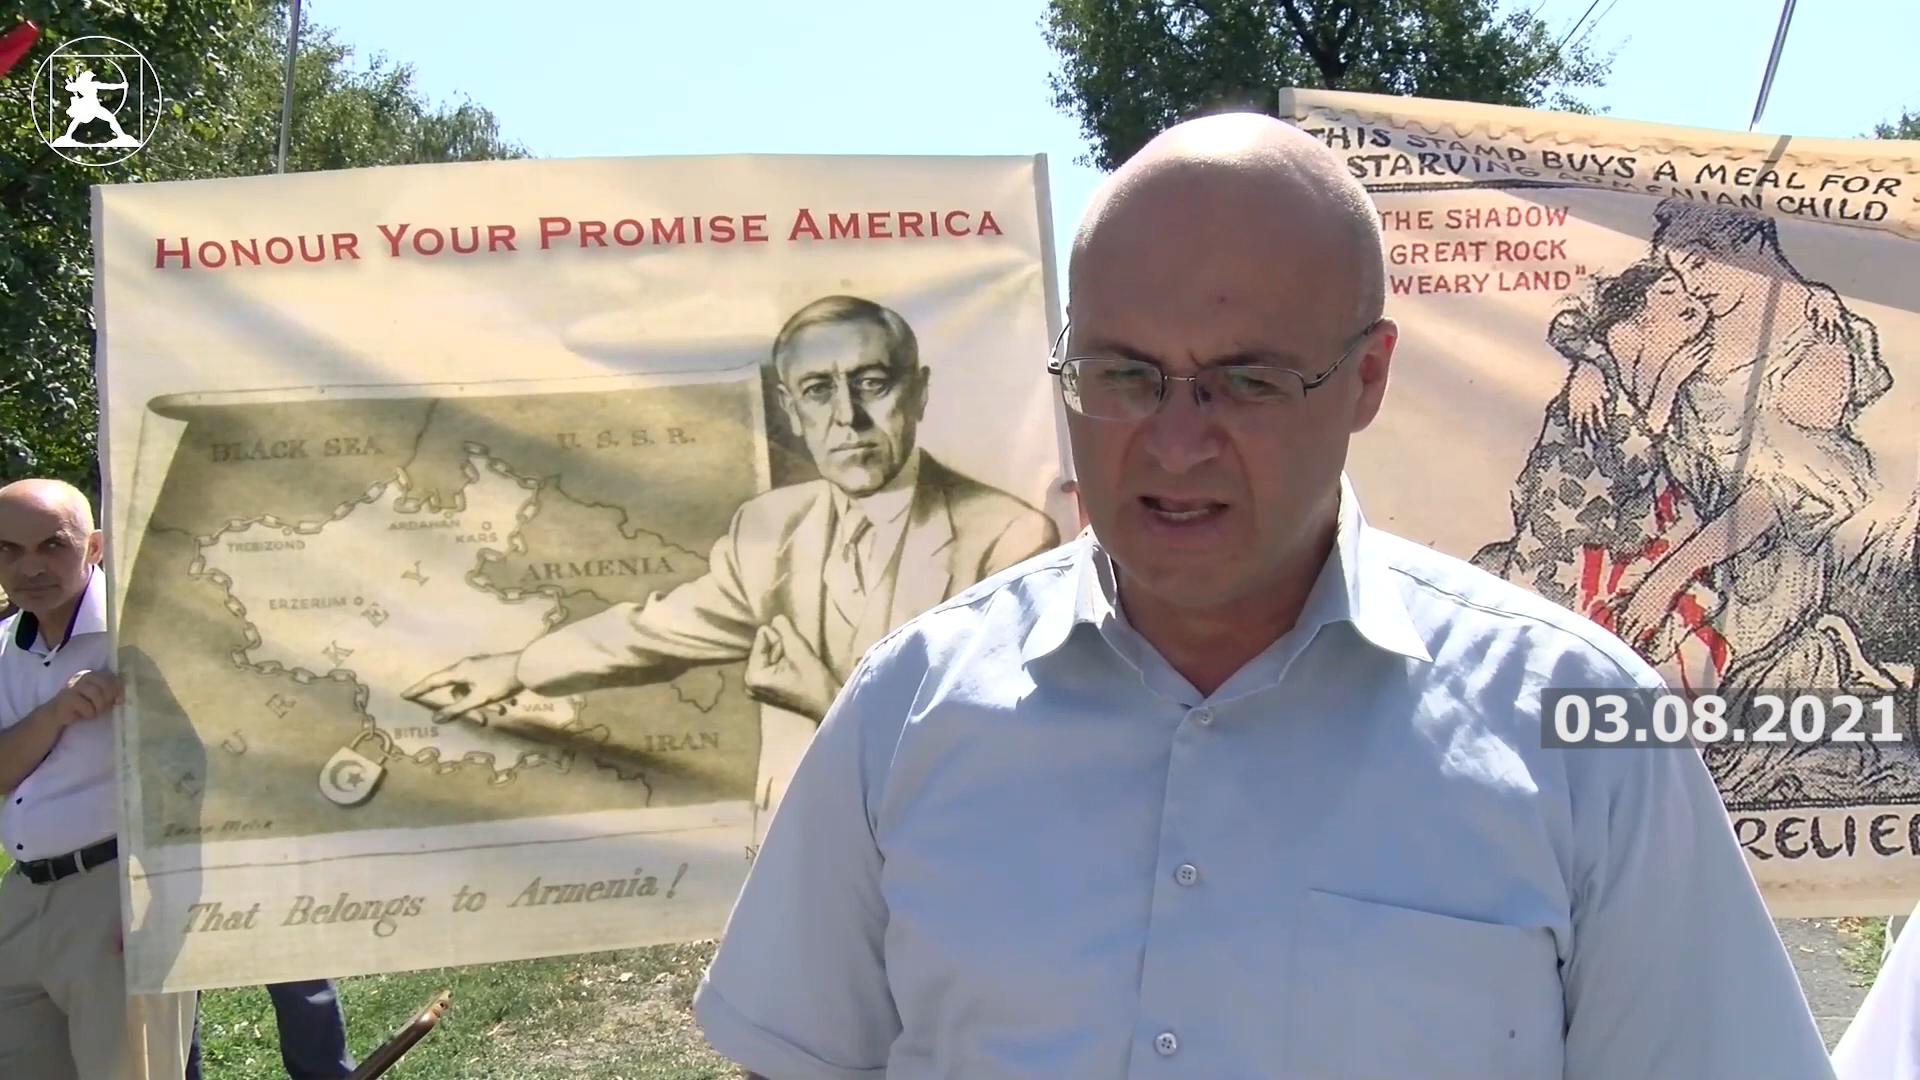 HONOUR YOUR PROMISE AMERICA
BLACK SEA
U. S. S. R.
ARDAHAN
KARS
TREBIZOND
ARMENIA
ERZERUM
TURKEY
VAN
BITLIS
IRAN
That Belongs to Armenia!
THIS STAMP BUYS A MEAL FOR
STARVING ARMENIAN CHILD
THE SHADOW
GREAT ROCK
WEARY LAND"
03.08.2021